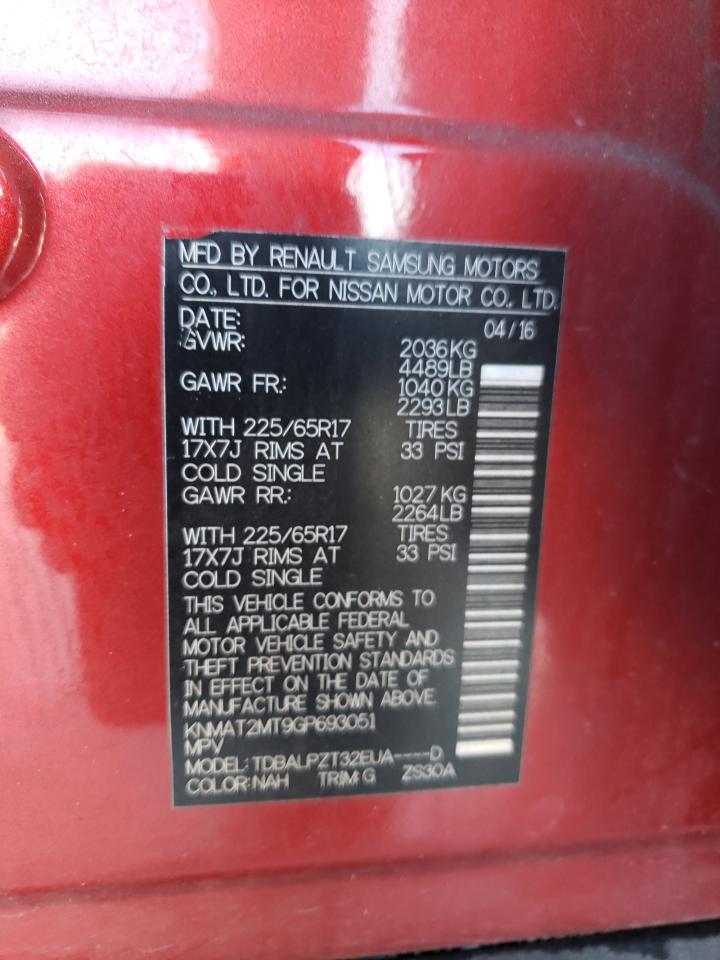 MFD BY RENAULT SAMSUNG MOTORS
CO., LTD. FOR NISSAN MOTOR CO., LTD.
DATE: 04/16
GVWR: 2036KG
4489LB
GAWR FR.: 1040KG
2293LB
WITH 225/65R17 TIRES
17X7J RIMS AT 33 PSI
COLD SINGLE
GAWR RR.: 1027 KG
2264LB
WITH 225/65R17 TIRES
17X7J RIMS AT 33 PSI
COLD SINGLE
THIS VEHICLE CONFORMS TO
ALL APPLICABLE FEDERAL
MOTOR VEHICLE SAFETY AND
THEFT PREVENTION STANDARDS
IN EFFECT ON THE DATE OF
MANUFACTURE SHOWN ABOVE.
KNMAT2MT9GP693051
MPV
MODEL: TDBALPZT32EUA----D
COLOR: NAH TRIM: G ZS30A